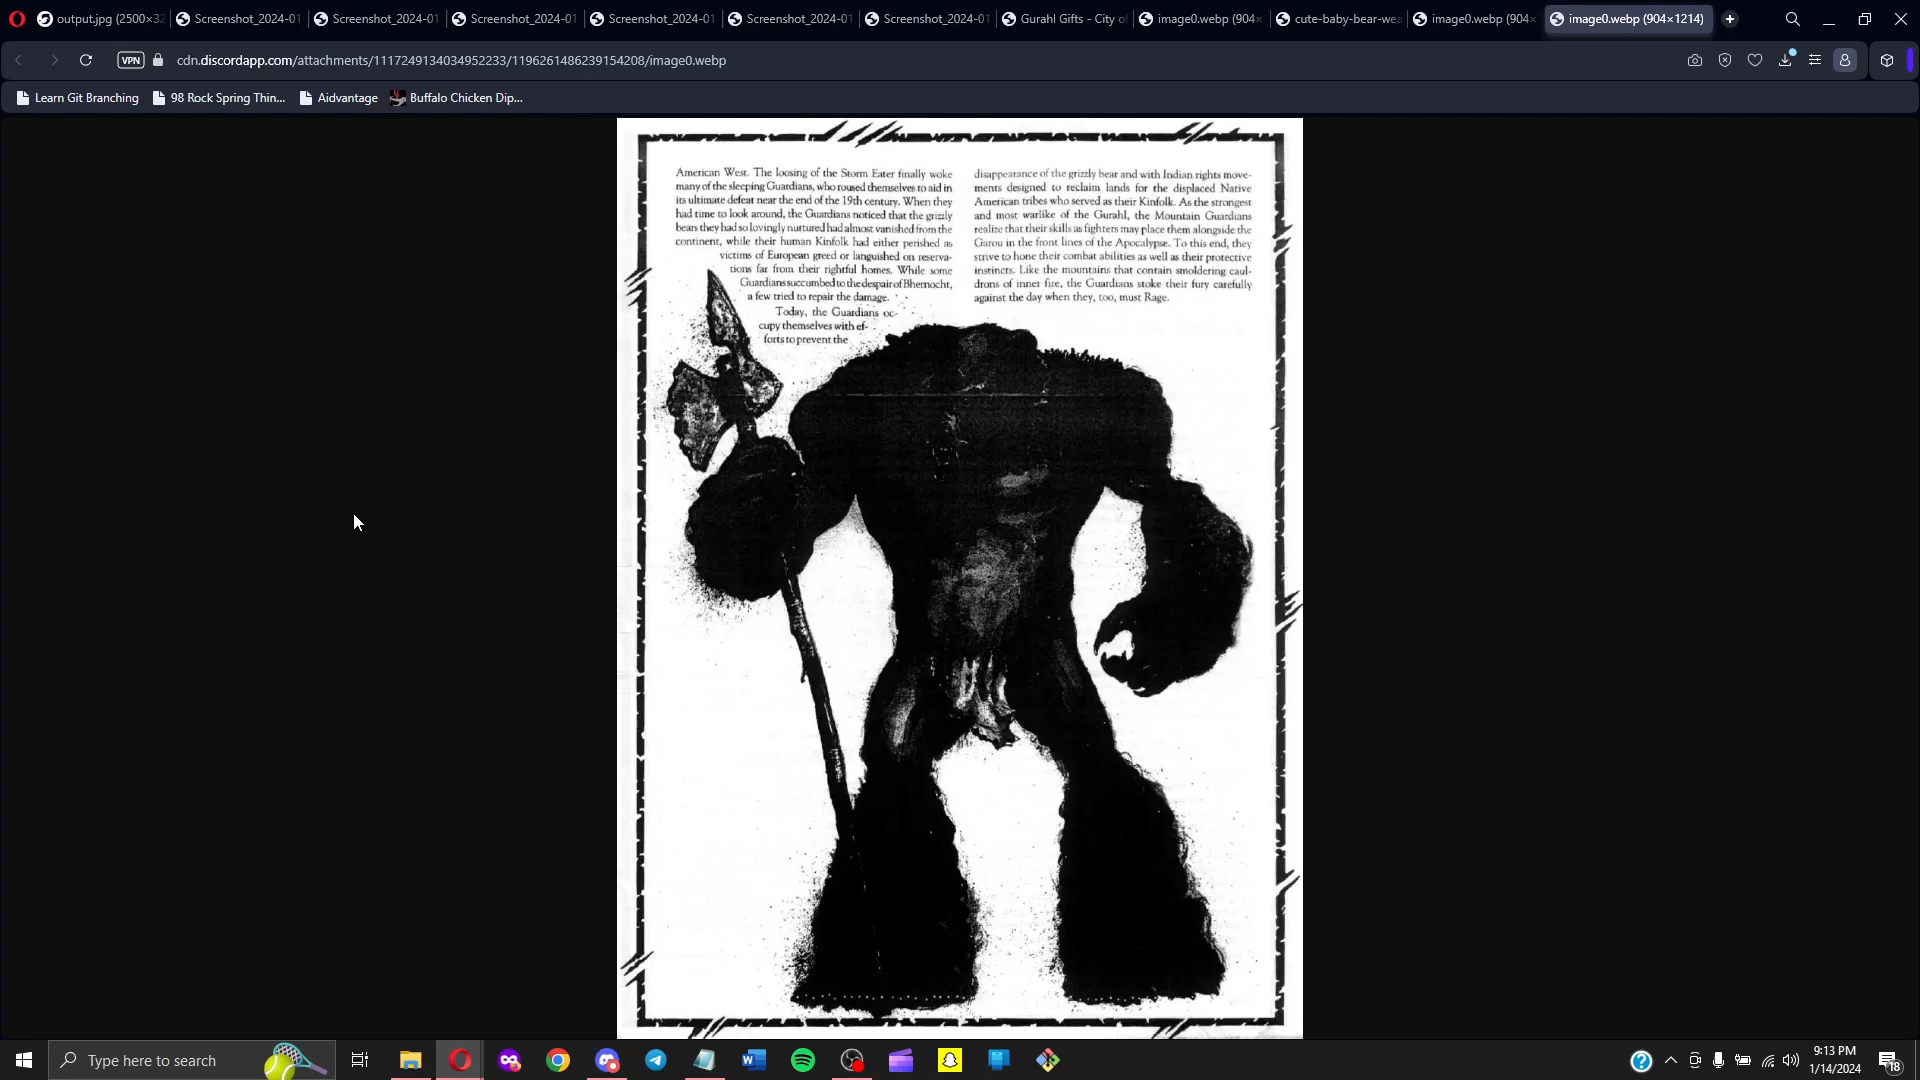 output.jpg (2500×32
Screenshot_2024-01
Screenshot_2024-01
Screenshot_2024-01
Screenshot_2024-01
Screenshot_2024-01
Screenshot_2024-01
Gurahl Gifts - City of
image0.webp (904×
cute-baby-bear-wea
image0.webp (904×
image0.webp (904×1214)
VPN
cdn.discordapp.com/attachments/1117249134034952233/1196261486239154208/image0.webp
Learn Git Branching
98 Rock Spring Thin...
Aidvantage
Buffalo Chicken Dip...
American West. The loosing of the Storm Eater finally woke
many of the sleeping Guardians, who roused themselves to aid in
its ultimate defeat near the end of the 19th century. When they
had time to look around, the Guardians noticed that the grizzly
bears they had so lovingly nurtured had almost vanished from the
continent, while their human Kinfolk had either perished as
victims of European greed or languished on reserva-
tions far from their rightful homes. While some
Guardians succumbed to the despair of Bhernocht,
a few tried to repair the damage.
Today, the Guardians oc-
cupy themselves with ef-
forts to prevent the
disappearance of the grizzly bear and with Indian rights move-
ments designed to reclaim lands for the displaced Native
American tribes who served as their Kinfolk. As the strongest
and most warlike of the Gurahl, the Mountain Guardians
realize that their skills as fighters may place them alongside the
Garou in the front lines of the Apocalypse. To this end, they
strive to hone their combat abilities as well as their protective
instincts. Like the mountains that contain smoldering caul-
drons of inner fire, the Guardians stoke their fury carefully
against the day when they, too, must Rage.
Type here to search
9:13 PM
1/14/2024
18